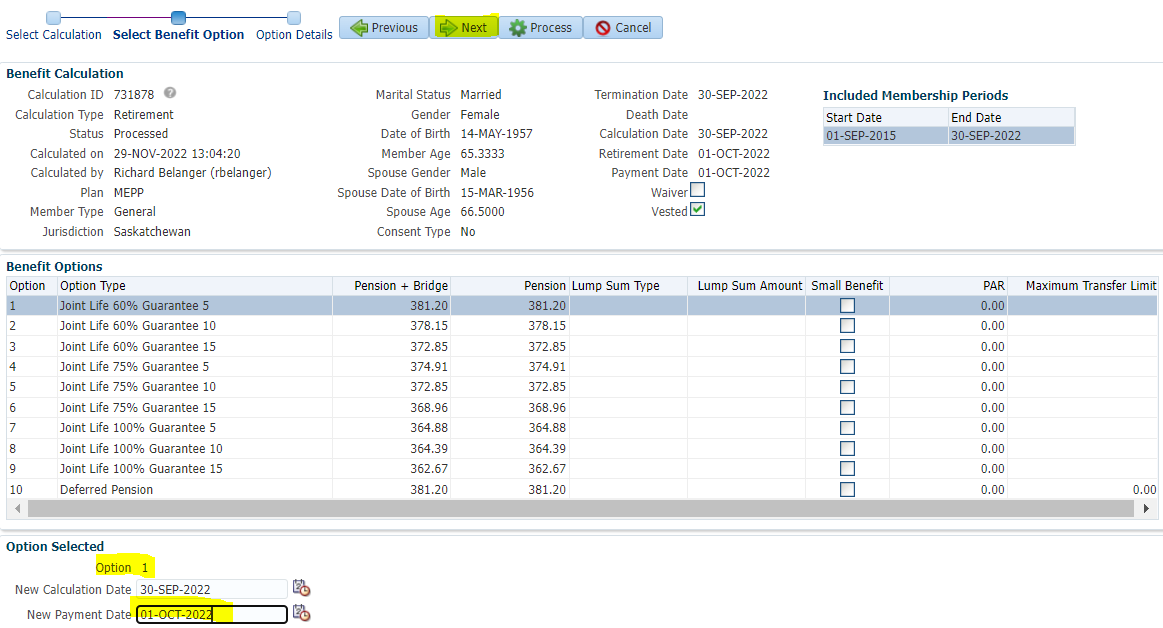 Select Calculation Select Benefit Option Option Details Previous Next Process Cancel
Benefit Calculation
Calculation ID 731878 ? Marital Status Married Termination Date 30-SEP-2022 Included Membership Periods
Calculation Type Retirement Gender Female Death Date Start Date End Date
Status Processed Date of Birth 14-MAY-1957 Calculation Date 30-SEP-2022 01-SEP-2015 30-SEP-2022
Calculated on 29-NOV-2022 13:04:20 Member Age 65.3333 Retirement Date 01-OCT-2022
Calculated by Richard Belanger (rbelanger) Spouse Gender Male Payment Date 01-OCT-2022
Plan MEPP Spouse Date of Birth 15-MAR-1956 Waiver
Member Type General Spouse Age 66.5000 Vested
Jurisdiction Saskatchewan Consent Type No
Benefit Options
Option Option Type Pension + Bridge Pension Lump Sum Type Lump Sum Amount Small Benefit PAR Maximum Transfer Limit
1 Joint Life 60% Guarantee 5 381.20 381.20 0.00
2 Joint Life 60% Guarantee 10 378.15 378.15 0.00
3 Joint Life 60% Guarantee 15 372.85 372.85 0.00
4 Joint Life 75% Guarantee 5 374.91 374.91 0.00
5 Joint Life 75% Guarantee 10 372.85 372.85 0.00
6 Joint Life 75% Guarantee 15 368.96 368.96 0.00
7 Joint Life 100% Guarantee 5 364.88 364.88 0.00
8 Joint Life 100% Guarantee 10 364.39 364.39 0.00
9 Joint Life 100% Guarantee 15 362.67 362.67 0.00
10 Deferred Pension 381.20 381.20 0.00 0.00
Option Selected
Option 1
New Calculation Date 30-SEP-2022
New Payment Date 01-OCT-2022